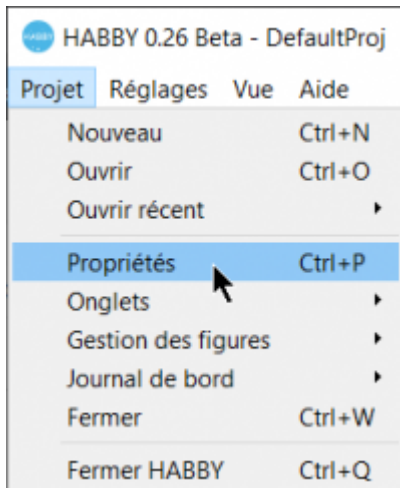 HABBY HABBY 0.26 Beta - DefaultProj
Projet Réglages Vue Aide
Nouveau Ctrl+N
Ouvrir Ctrl+O
Ouvrir récent
Propriétés Ctrl+P
Onglets
Gestion des figures
Journal de bord
Fermer Ctrl+W
Fermer HABBY Ctrl+Q